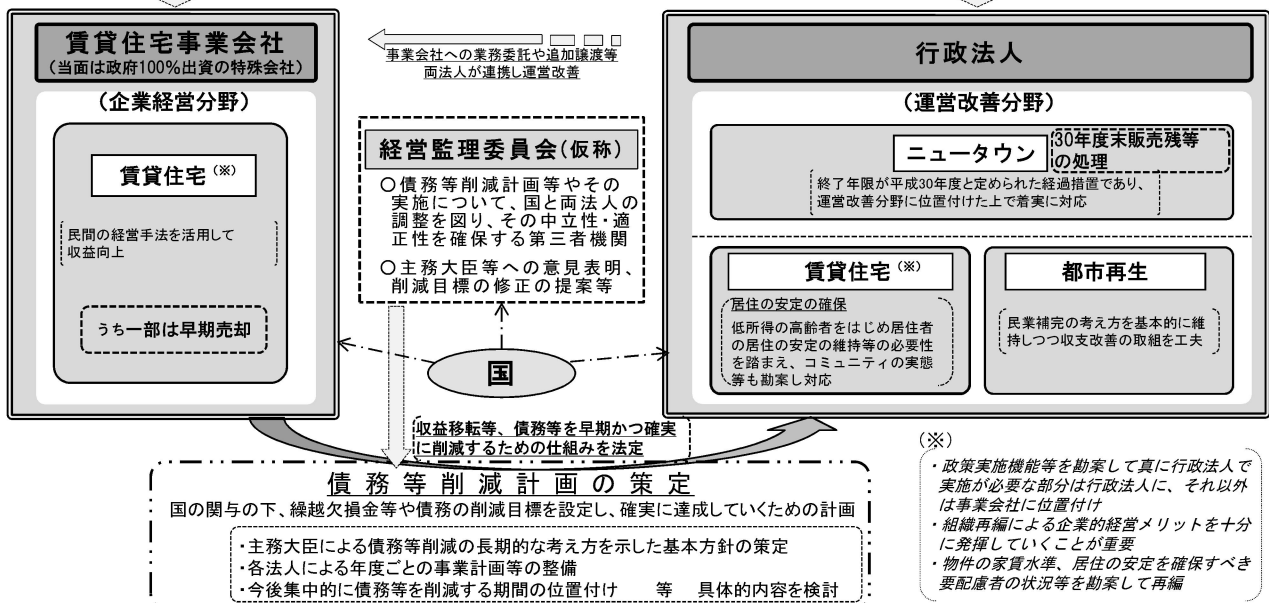 賃貸住宅事業会社
（当面は政府100％出資の特殊会社）
（企業経営分野）
賃貸住宅（※）
民間の経営手法を活用して
収益向上
うち一部は早期売却
事業会社への業務委託や追加譲渡等
両法人が連携し運営改善
経営監理委員会（仮称）
○債務等削減計画等やその
実施について、国と両法人の
調整を図り、その中立性・適
正性を確保する第三者機関
○主務大臣等への意見表明、
削減目標の修正の提案等
国
行政法人
（運営改善分野）
ニュータウン
30年度末販売残等
の処理
終了年限が平成30年度と定められた経過措置であり、
運営改善分野に位置付けた上で着実に対応
賃貸住宅（※）
居住の安定の確保
低所得の高齢者をはじめ居住者
の居住の安定の維持等の必要性
を踏まえ、コミュニティの実態
等も勘案し対応
都市再生
民業補完の考え方を基本的に維
持しつつ収支改善の取組を工夫
収益移転等、債務等を早期かつ確実
に削減するための仕組みを法定
債務等削減計画の策定
国の関与の下、繰越欠損金等や債務の削減目標を設定し、確実に達成していくための計画
・主務大臣による債務等削減の長期的な考え方を示した基本方針の策定
・各法人による年度ごとの事業計画等の整備
・今後集中的に債務等を削減する期間の位置付け　等　具体的内容を検討
（※）
・政策実施機能等を勘案して真に行政法人で
実施が必要な部分は行政法人に、それ以外
は事業会社に位置付け
・組織再編による企業的経営メリットを十分
に発揮していくことが重要
・物件の家賃水準、居住の安定を確保すべき
要配慮者の状況等を勘案して再編